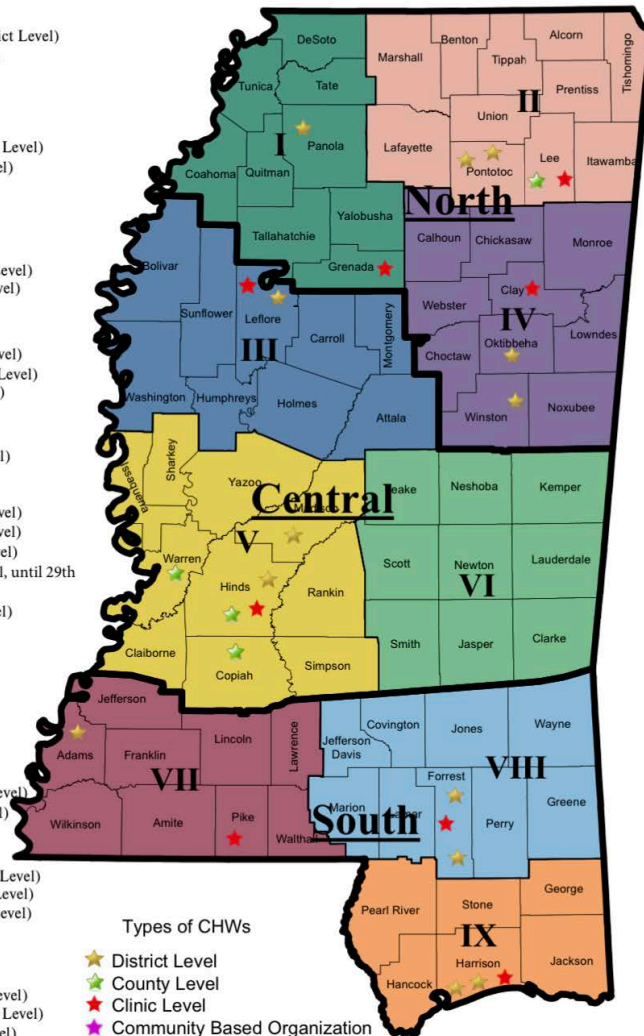 ict Level)
Level)
el)
evel)
vel)
vel)
Level)
)
l)
vel)
vel)
vel)
l, until 29th
el)
evel)
l)
Level)
Level)
evel)
evel)
Level)
vel)
DeSoto
Marshall
Benton
Tippah
Alcorn
Tishomingo
Prentiss
Tunica
Tate
II
Union
I
Panola
Lafayette
Pontotoc
Lee
Itawamba
Coahoma
Quitman
North
Yalobusha
Tallahatchie
Grenada
Calhoun
Chickasaw
Monroe
Bolivar
Sunflower
Leflore
III
Carroll
Montgomery
Webster
Clay
IV
Choctaw
Oktibbeha
Lowndes
Washington
Humphreys
Holmes
Attala
Winston
Noxubee
Issaquena
Sharkey
Yazoo
Central
V
Warren
Hinds
Rankin
Claiborne
Copiah
Simpson
Leake
Neshoba
Kemper
Scott
Newton
Lauderdale
VI
Smith
Jasper
Clarke
Jefferson
Adams
Franklin
Lincoln
Lawrence
VII
Wilkinson
Amite
Pike
Walthall
Jefferson
Davis
Covington
Jones
Wayne
VIII
Forrest
Marion
Perry
Greene
South
Pearl River
Stone
George
IX
Harrison
Hancock
Jackson
Types of CHWs
District Level
County Level
Clinic Level
Community Based Organization